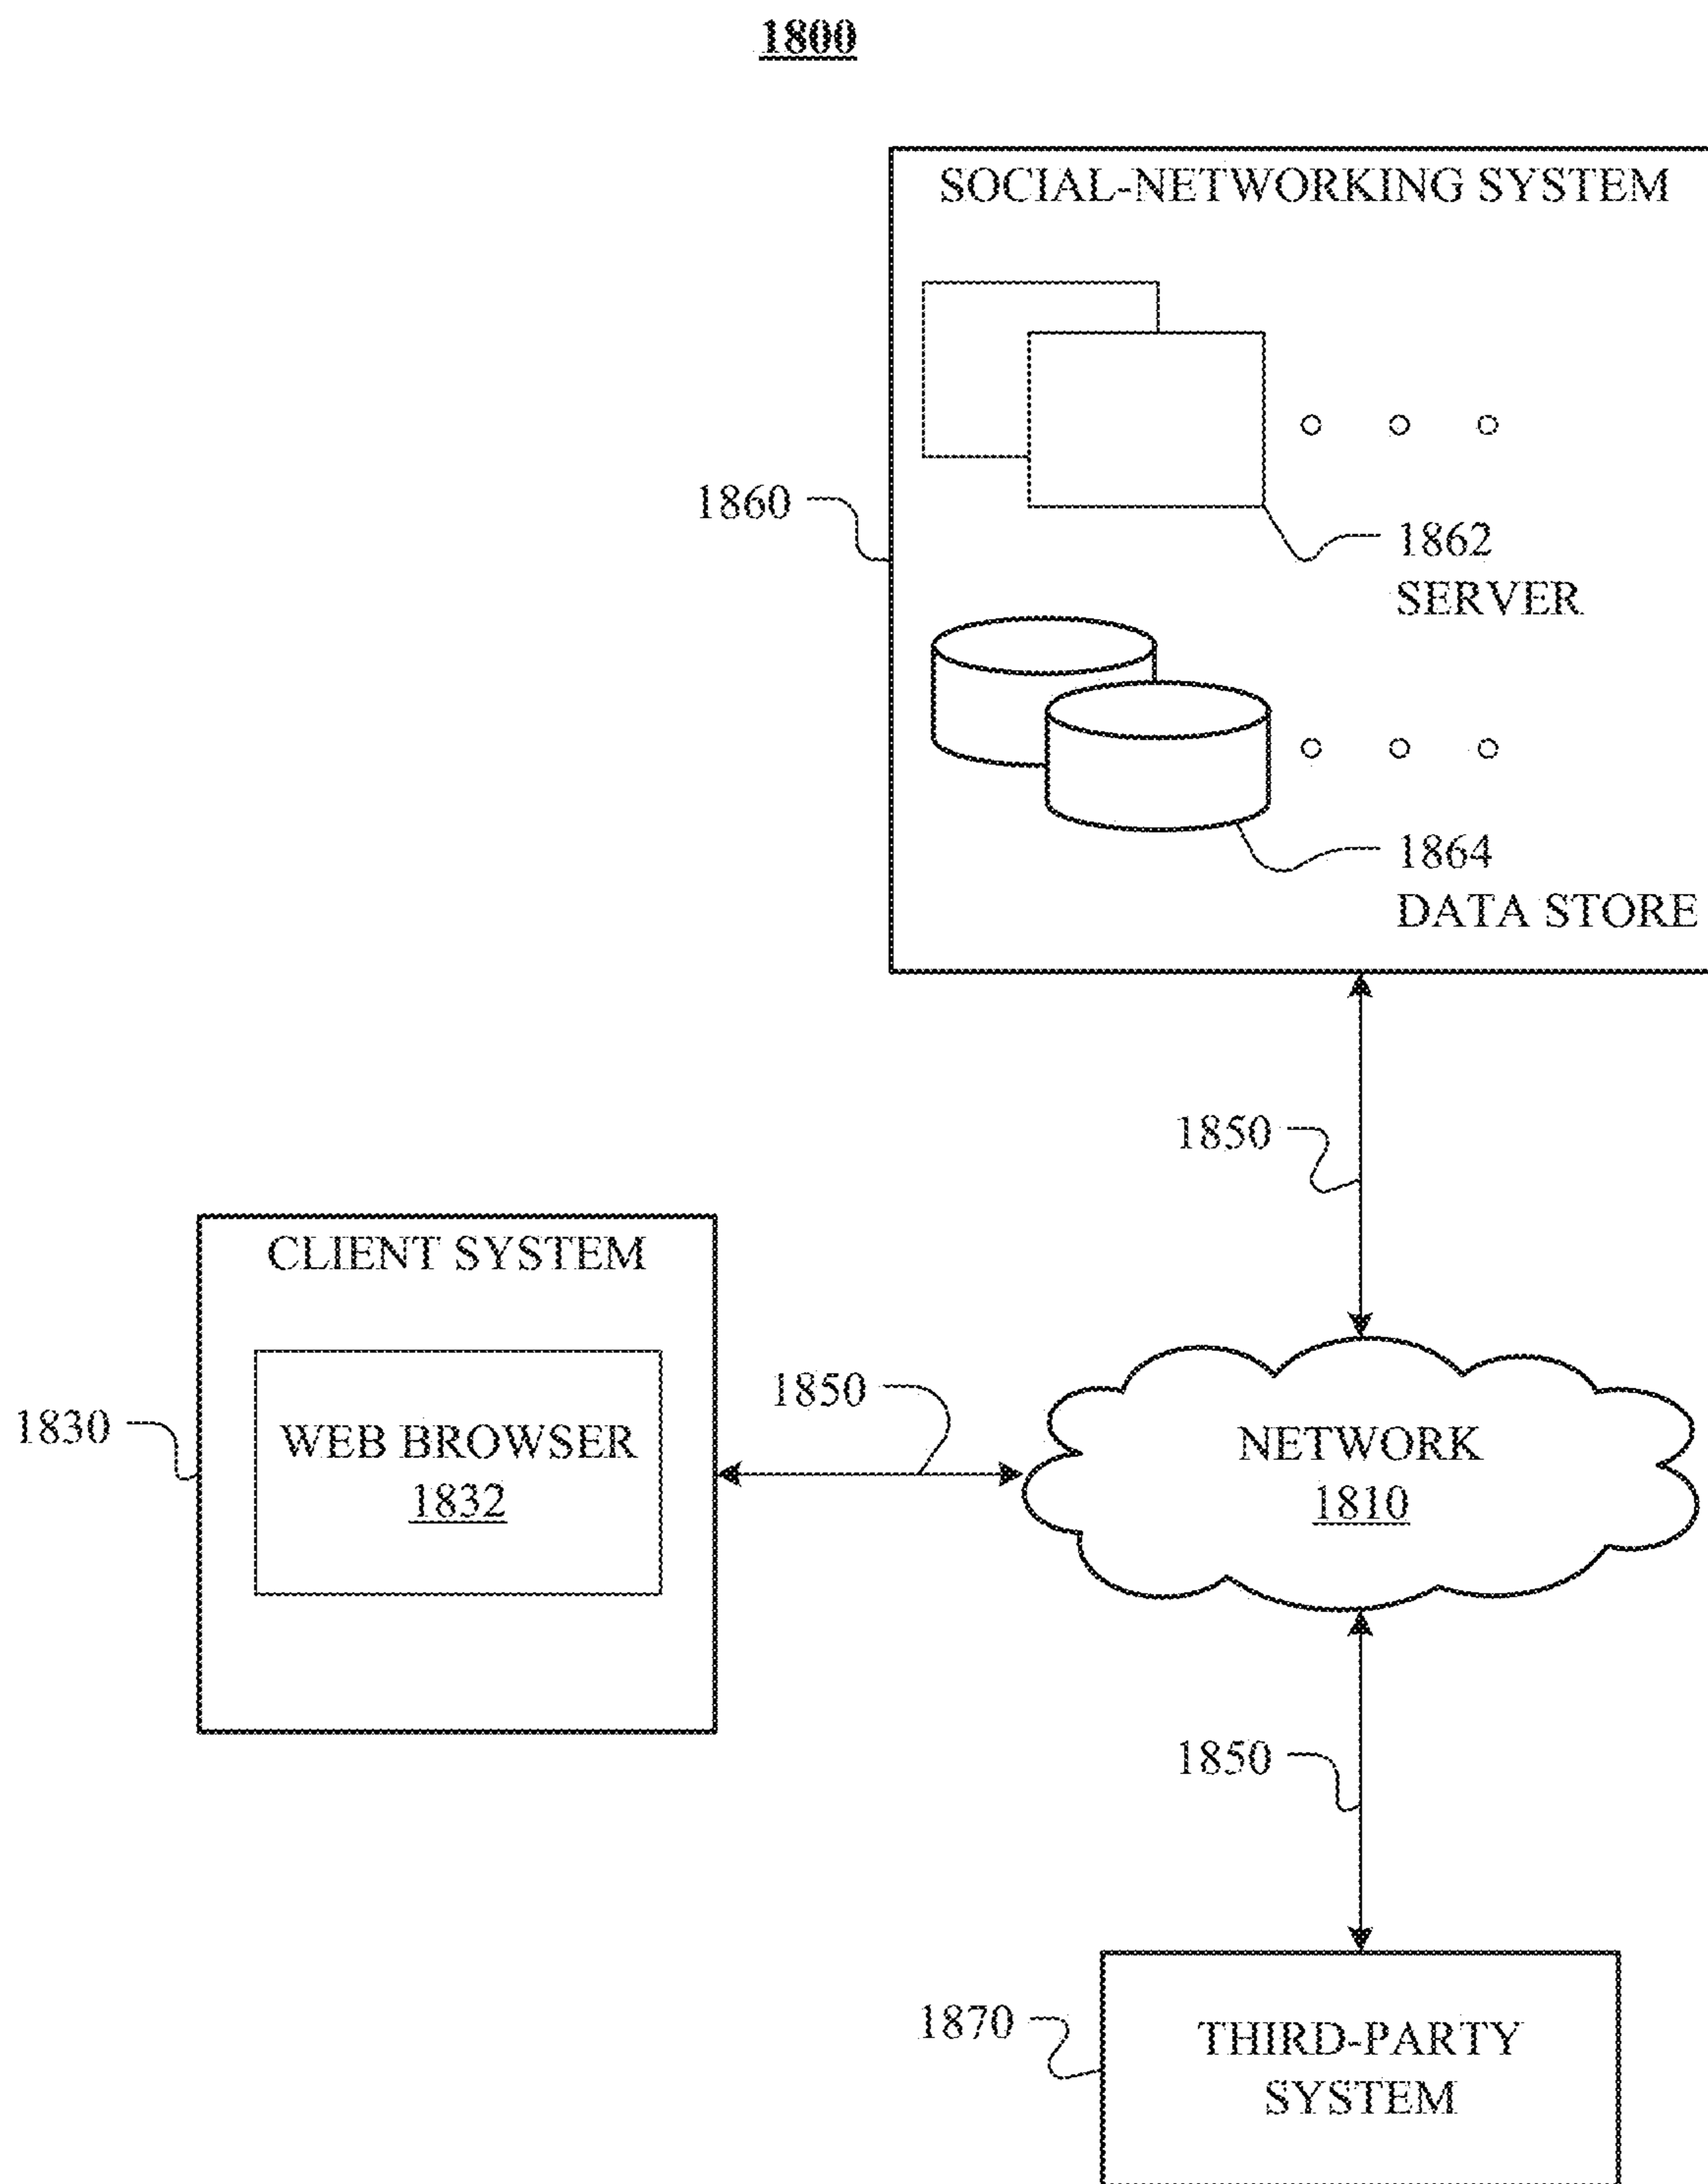 1800
SOCIAL-NETWORKING SYSTEM
1860
1862
SERVER
1864
DATA STORE
1850
CLIENT SYSTEM
1830
WEB BROWSER
1832
1850
NETWORK
1810
1850
1870
THIRD-PARTY
SYSTEM